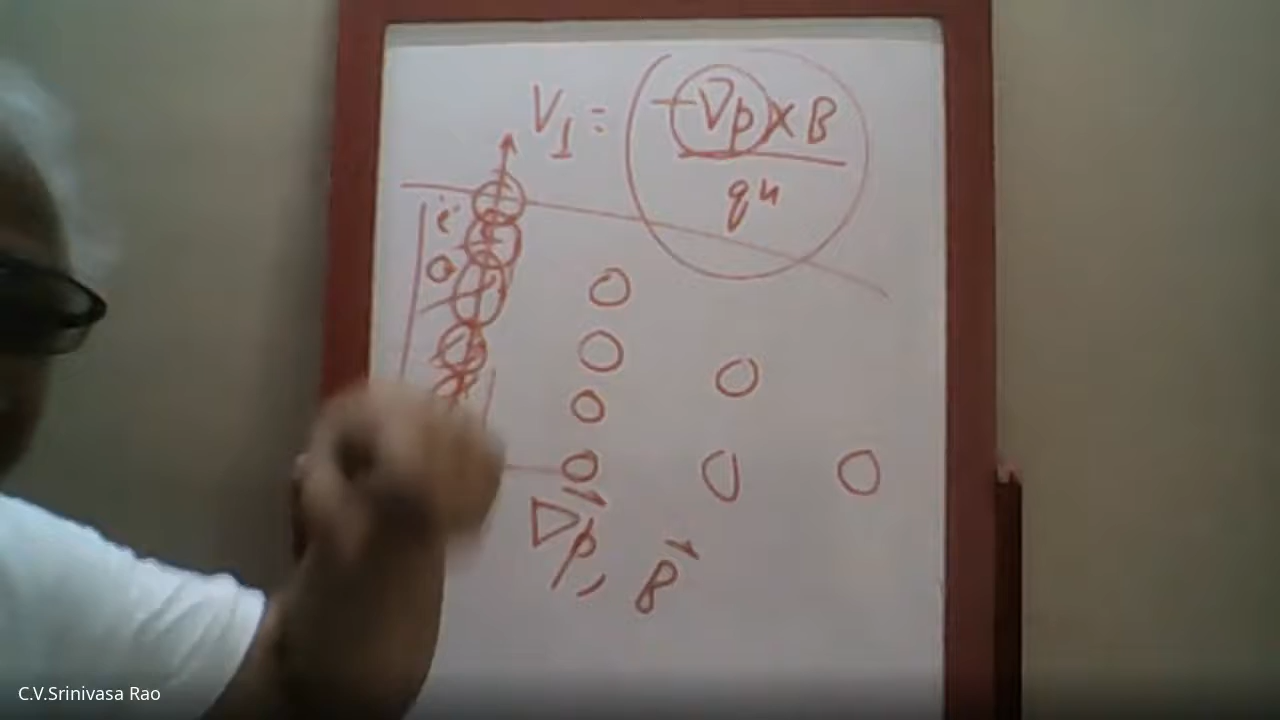 V⊥ = -∇p × B
qn
i
∇p, B
C.V.Srinivasa Rao